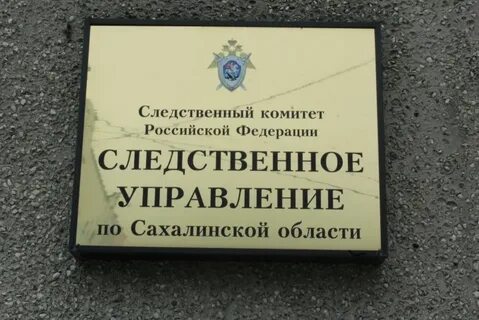 Следственный комитет
Российской Федерации
СЛЕДСТВЕННОЕ
УПРАВЛЕНИЕ
по Сахалинской области